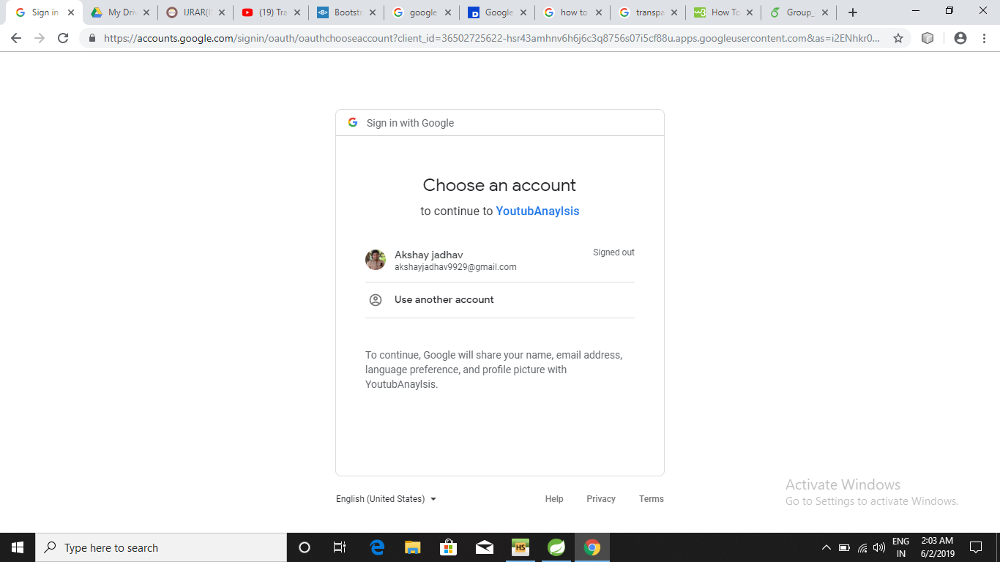 Sign in
My Driv
IJRAR(IS
(19) Tra
Bootstr
google
Google
how to
transpa
How To
Group_
https://accounts.google.com/signin/oauth/oauthchooseaccount?client_id=36502725622-hsr43amhnv6h6j6c3q8756s07i5cf88u.apps.googleusercontent.com&as=i2ENhkr0...
Sign in with Google
Choose an account
to continue to YoutubAnaylsis
Akshay jadhav
Signed out
akshayjadhav9929@gmail.com
Use another account
To continue, Google will share your name, email address,
language preference, and profile picture with
YoutubAnaylsis.
Activate Windows
Go to Settings to activate Windows.
English (United States)
Help
Privacy
Terms
Type here to search
HS
ENG
IN
2:03 AM
6/2/2019